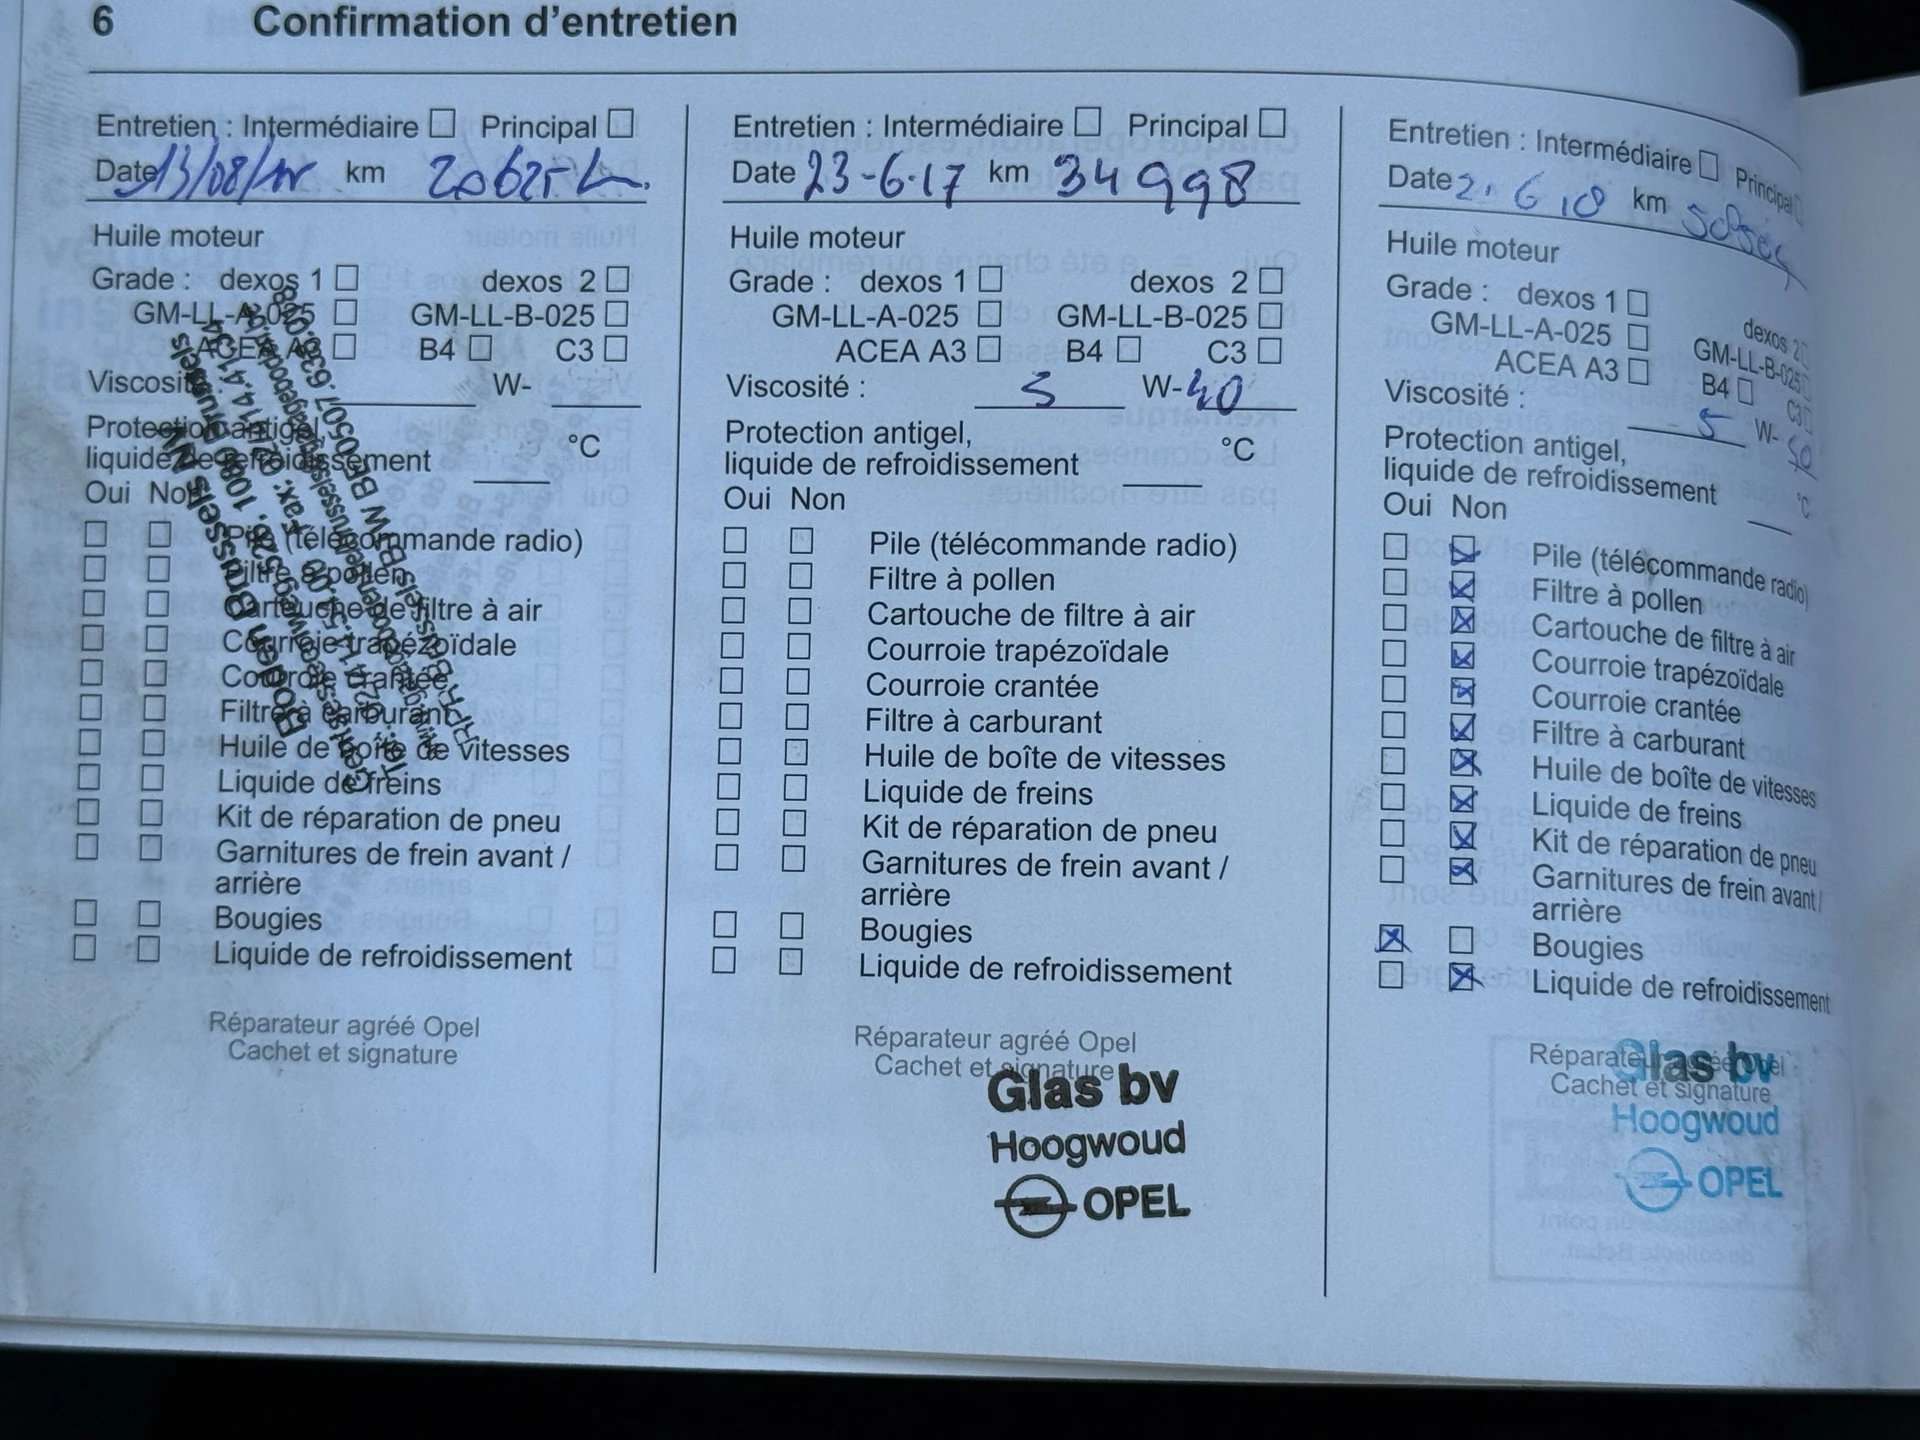 6 Confirmation d'entretien
Entretien : Intermédiaire Principal
Date 13/08/ km
Huile moteur
Grade : dexos 1 dexos 2
GM-LL-A-025 GM-LL-B-025
ACEA A3 B4 C3
Viscosité : W-
Protection antigel, °C
liquide de refroidissement
Oui Non
Pile (télécommande radio)
Filtre à pollen
Cartouche de filtre à air
Courroie trapézoïdale
Courroie crantée
Filtre à carburant
Huile de boîte de vitesses
Liquide de freins
Kit de réparation de pneu
Garnitures de frein avant /
arrière
Bougies
Liquide de refroidissement
Réparateur agréé Opel
Cachet et signature
Entretien : Intermédiaire Principal
Date 23-6-17 km 34998
Huile moteur
Grade : dexos 1 dexos 2
GM-LL-A-025 GM-LL-B-025
ACEA A3 B4 C3
Viscosité : 5 W-40
Protection antigel, °C
liquide de refroidissement
Oui Non
Pile (télécommande radio)
Filtre à pollen
Cartouche de filtre à air
Courroie trapézoïdale
Courroie crantée
Filtre à carburant
Huile de boîte de vitesses
Liquide de freins
Kit de réparation de pneu
Garnitures de frein avant /
arrière
Bougies
Liquide de refroidissement
Réparateur agréé Opel
Cachet et signature
Glas bv
Hoogwoud
OPEL
Entretien : Intermédiaire Principal
Date 2. 6 18 km
Huile moteur
Grade : dexos 1 dexos 2
GM-LL-A-025 GM-LL-B-025
ACEA A3 B4 C3
Viscosité : 5 W-
Protection antigel, °C
liquide de refroidissement
Oui Non
Pile (télécommande radio)
Filtre à pollen
Cartouche de filtre à air
Courroie trapézoïdale
Courroie crantée
Filtre à carburant
Huile de boîte de vitesses
Liquide de freins
Kit de réparation de pneu
Garnitures de frein avant /
arrière
Bougies
Liquide de refroidissement
Réparateur agréé Opel
Cachet et signature
Glas bv
Hoogwoud
OPEL